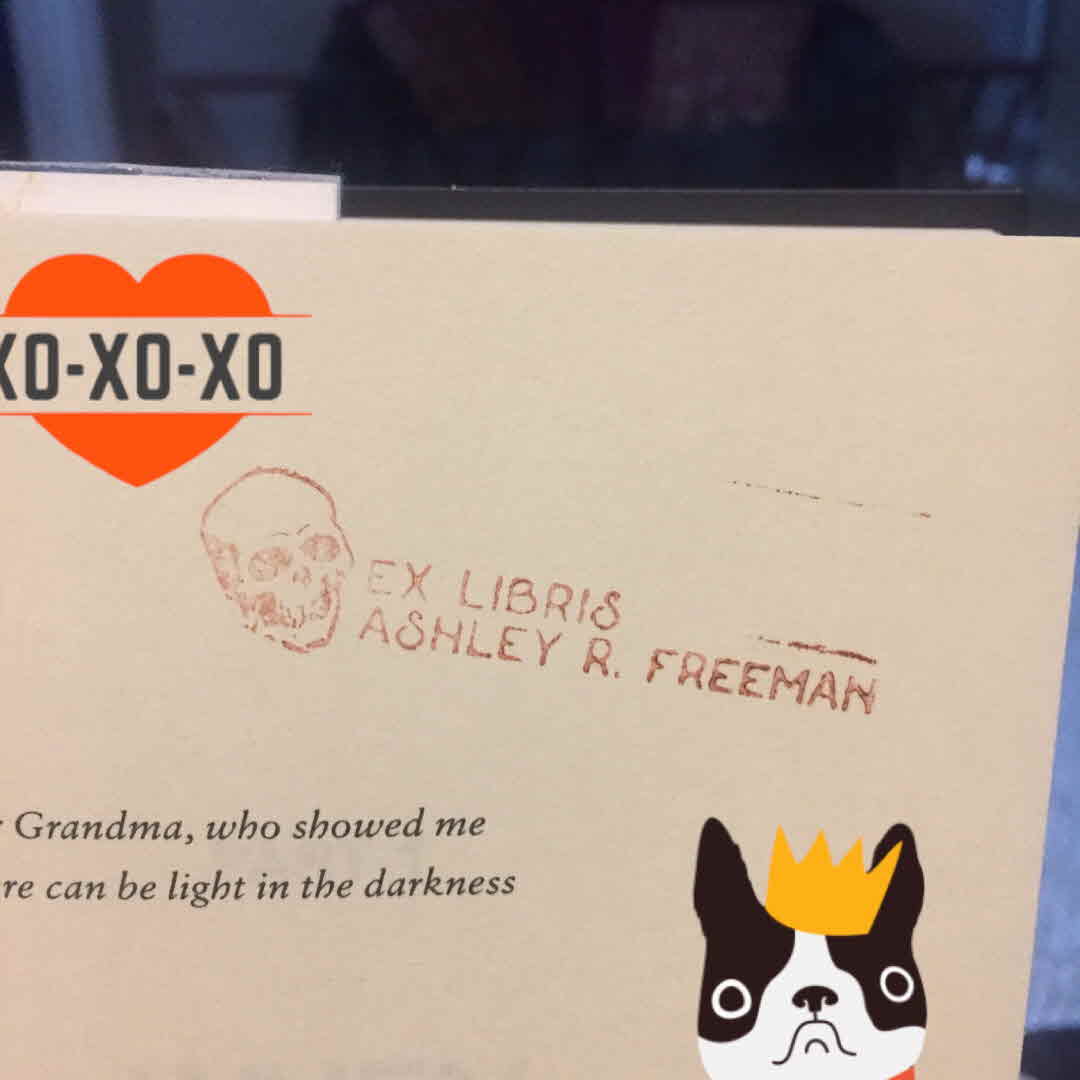 XO-XO-XO
EX LIBRIS
ASHLEY R. FREEMAN
Grandma, who showed me
can be light in the darkness